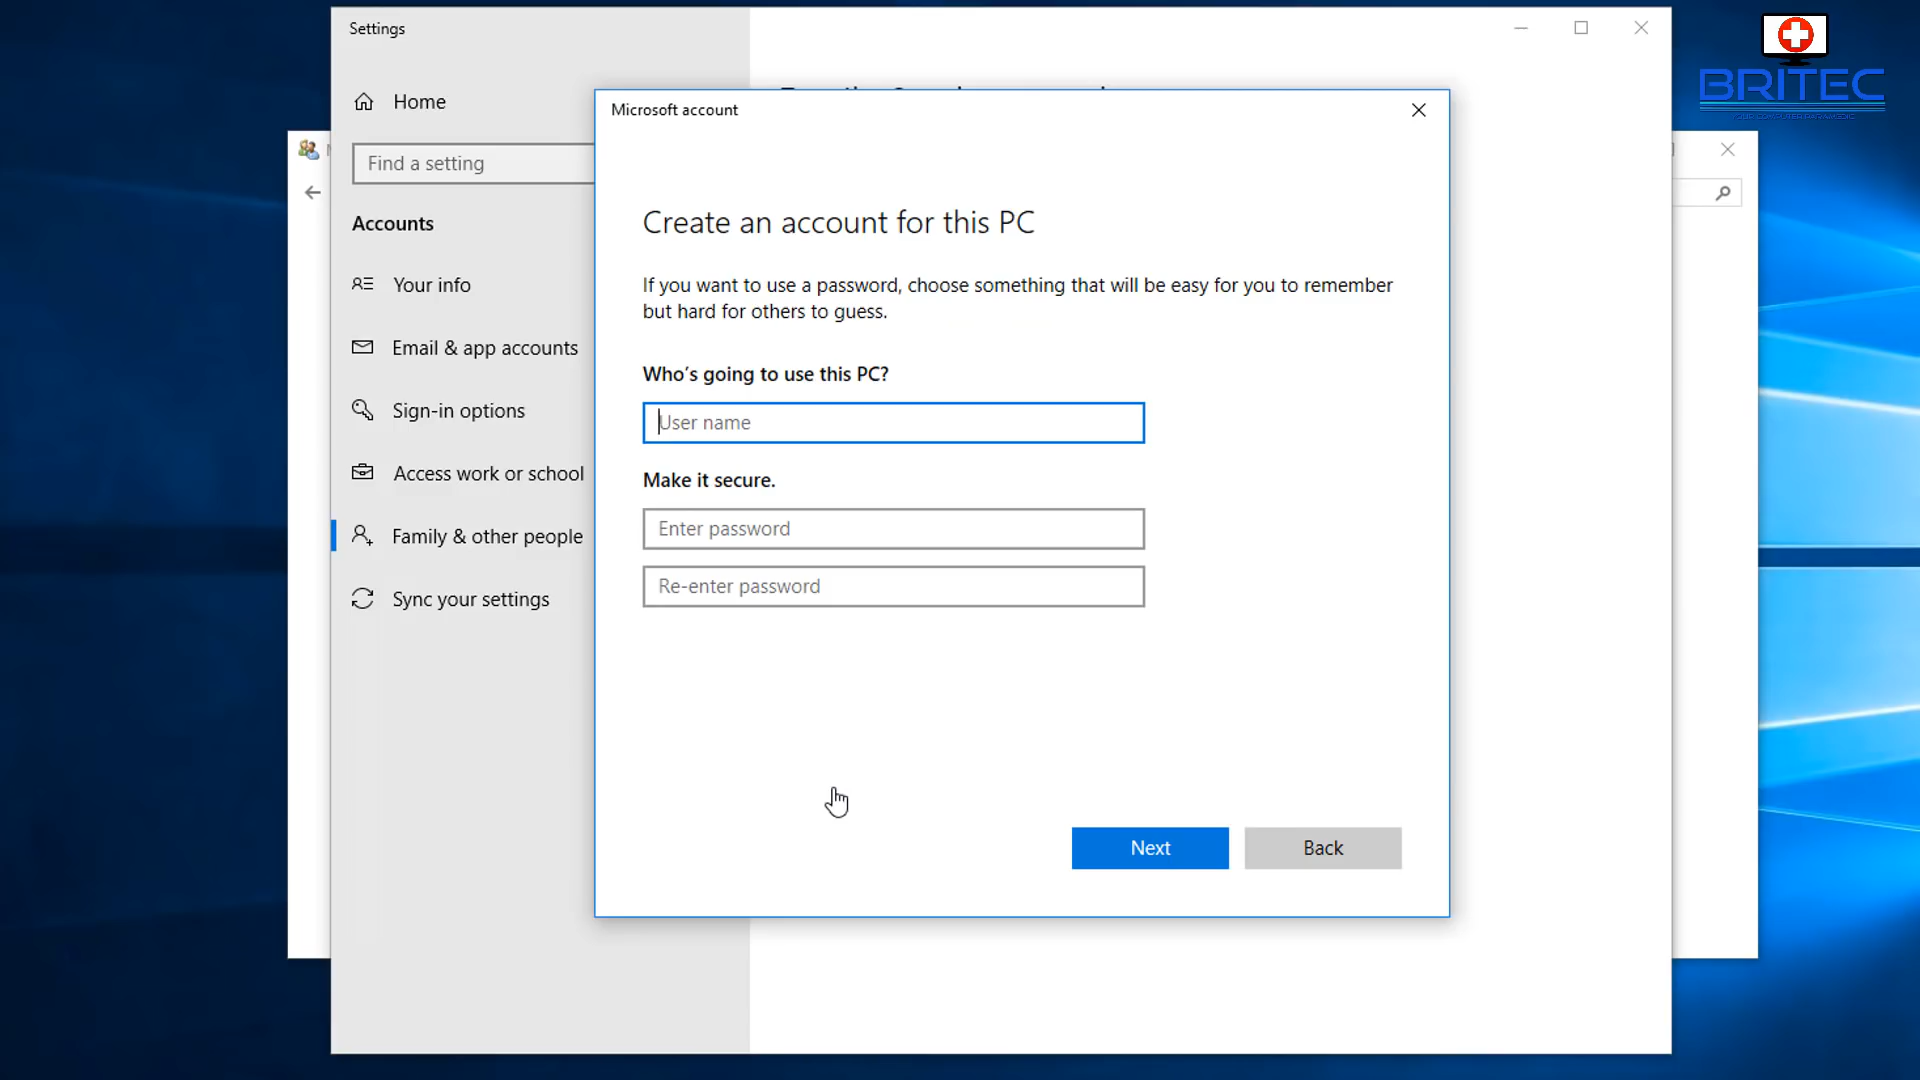 Settings
BRITEC
YOUR COMPUTER PARAMEDIC
Home
Find a setting
Accounts
Your info
Email & app accounts
Sign-in options
Access work or school
Family & other people
Sync your settings
Microsoft account
Create an account for this PC
If you want to use a password, choose something that will be easy for you to remember
but hard for others to guess.
Who's going to use this PC?
User name
Make it secure.
Enter password
Re-enter password
Next
Back